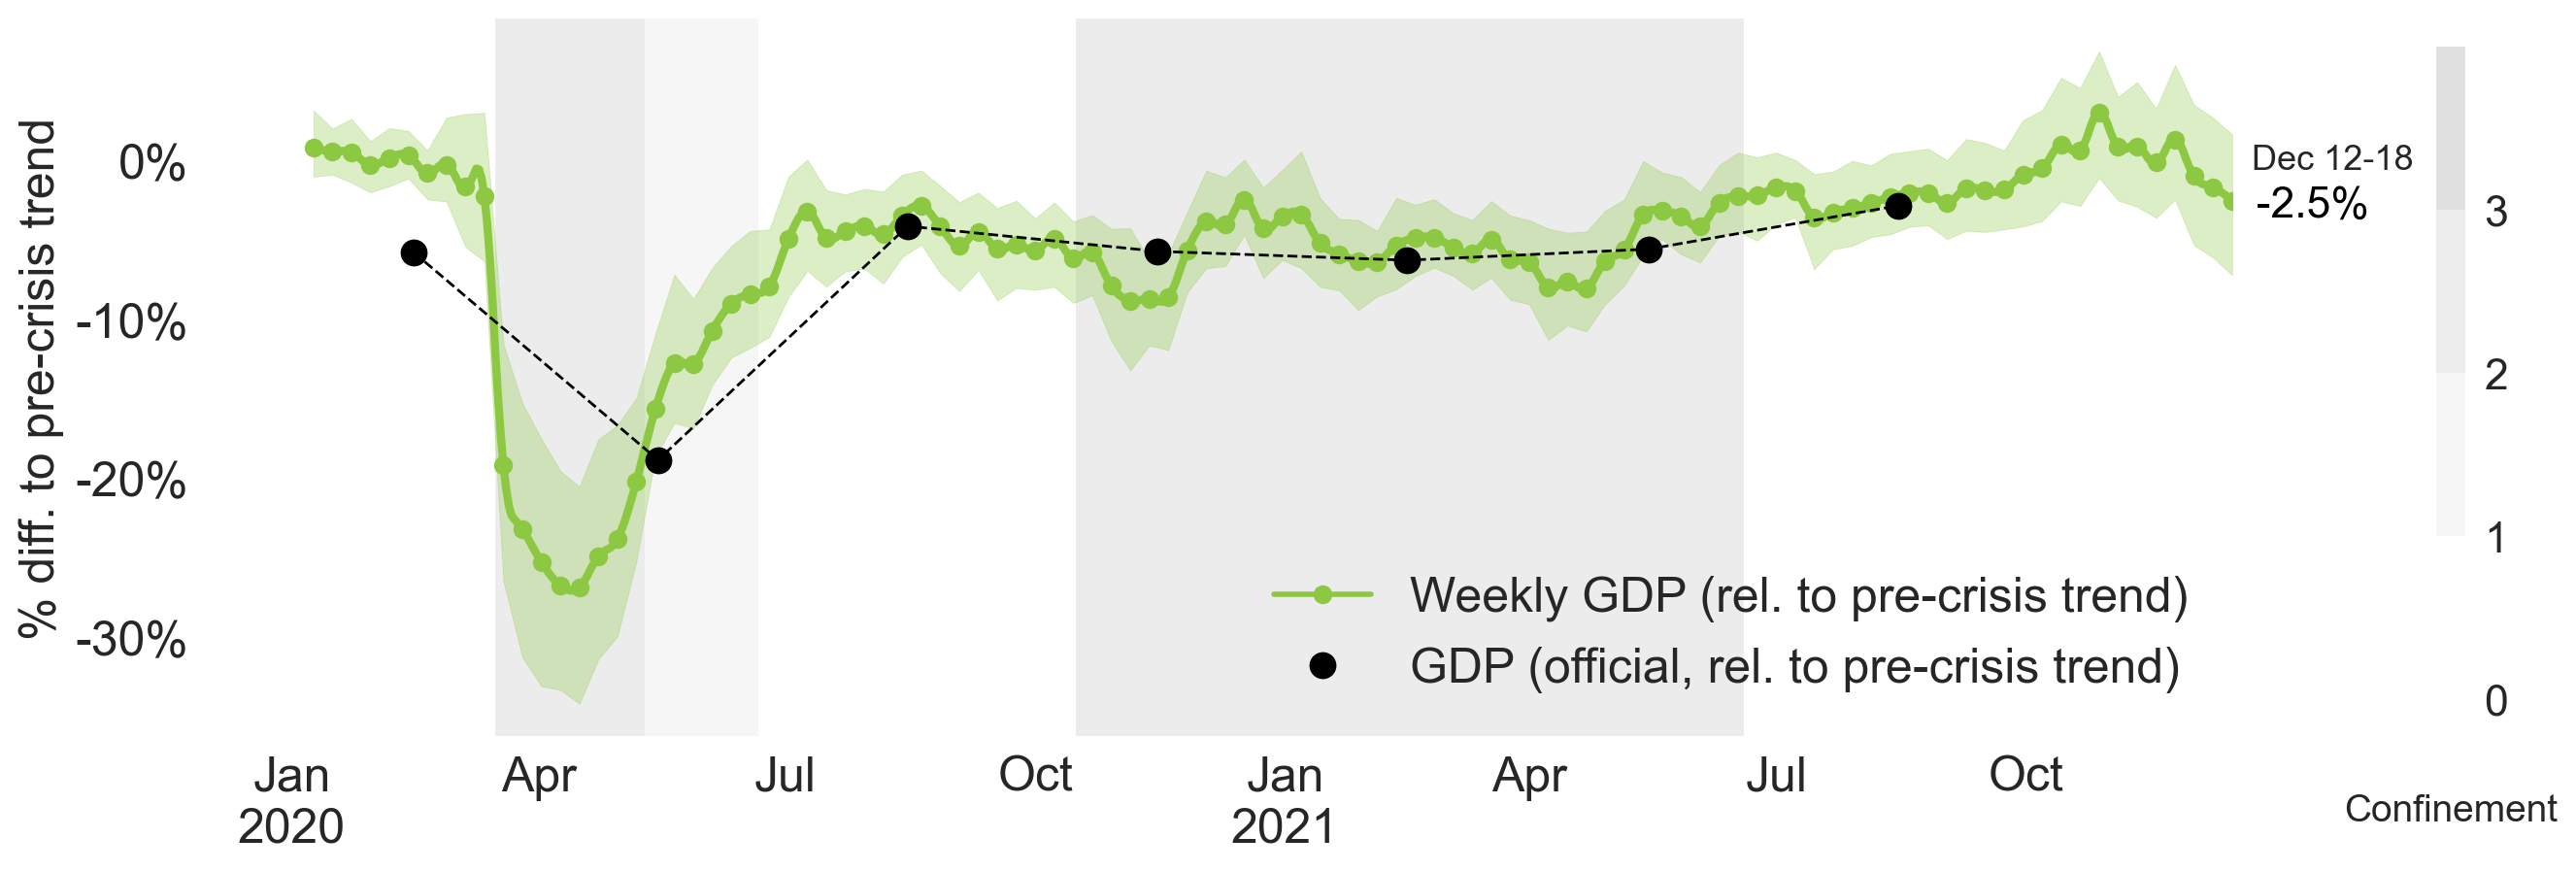 % diff. to pre-crisis trend
0%
-10%
-20%
-30%
Dec 12-18
-2.5%
Weekly GDP (rel. to pre-crisis trend)
GDP (official, rel. to pre-crisis trend)
Jan
2020
Apr
Jul
Oct
Jan
2021
Apr
Jul
Oct
3
2
1
0
Confinement